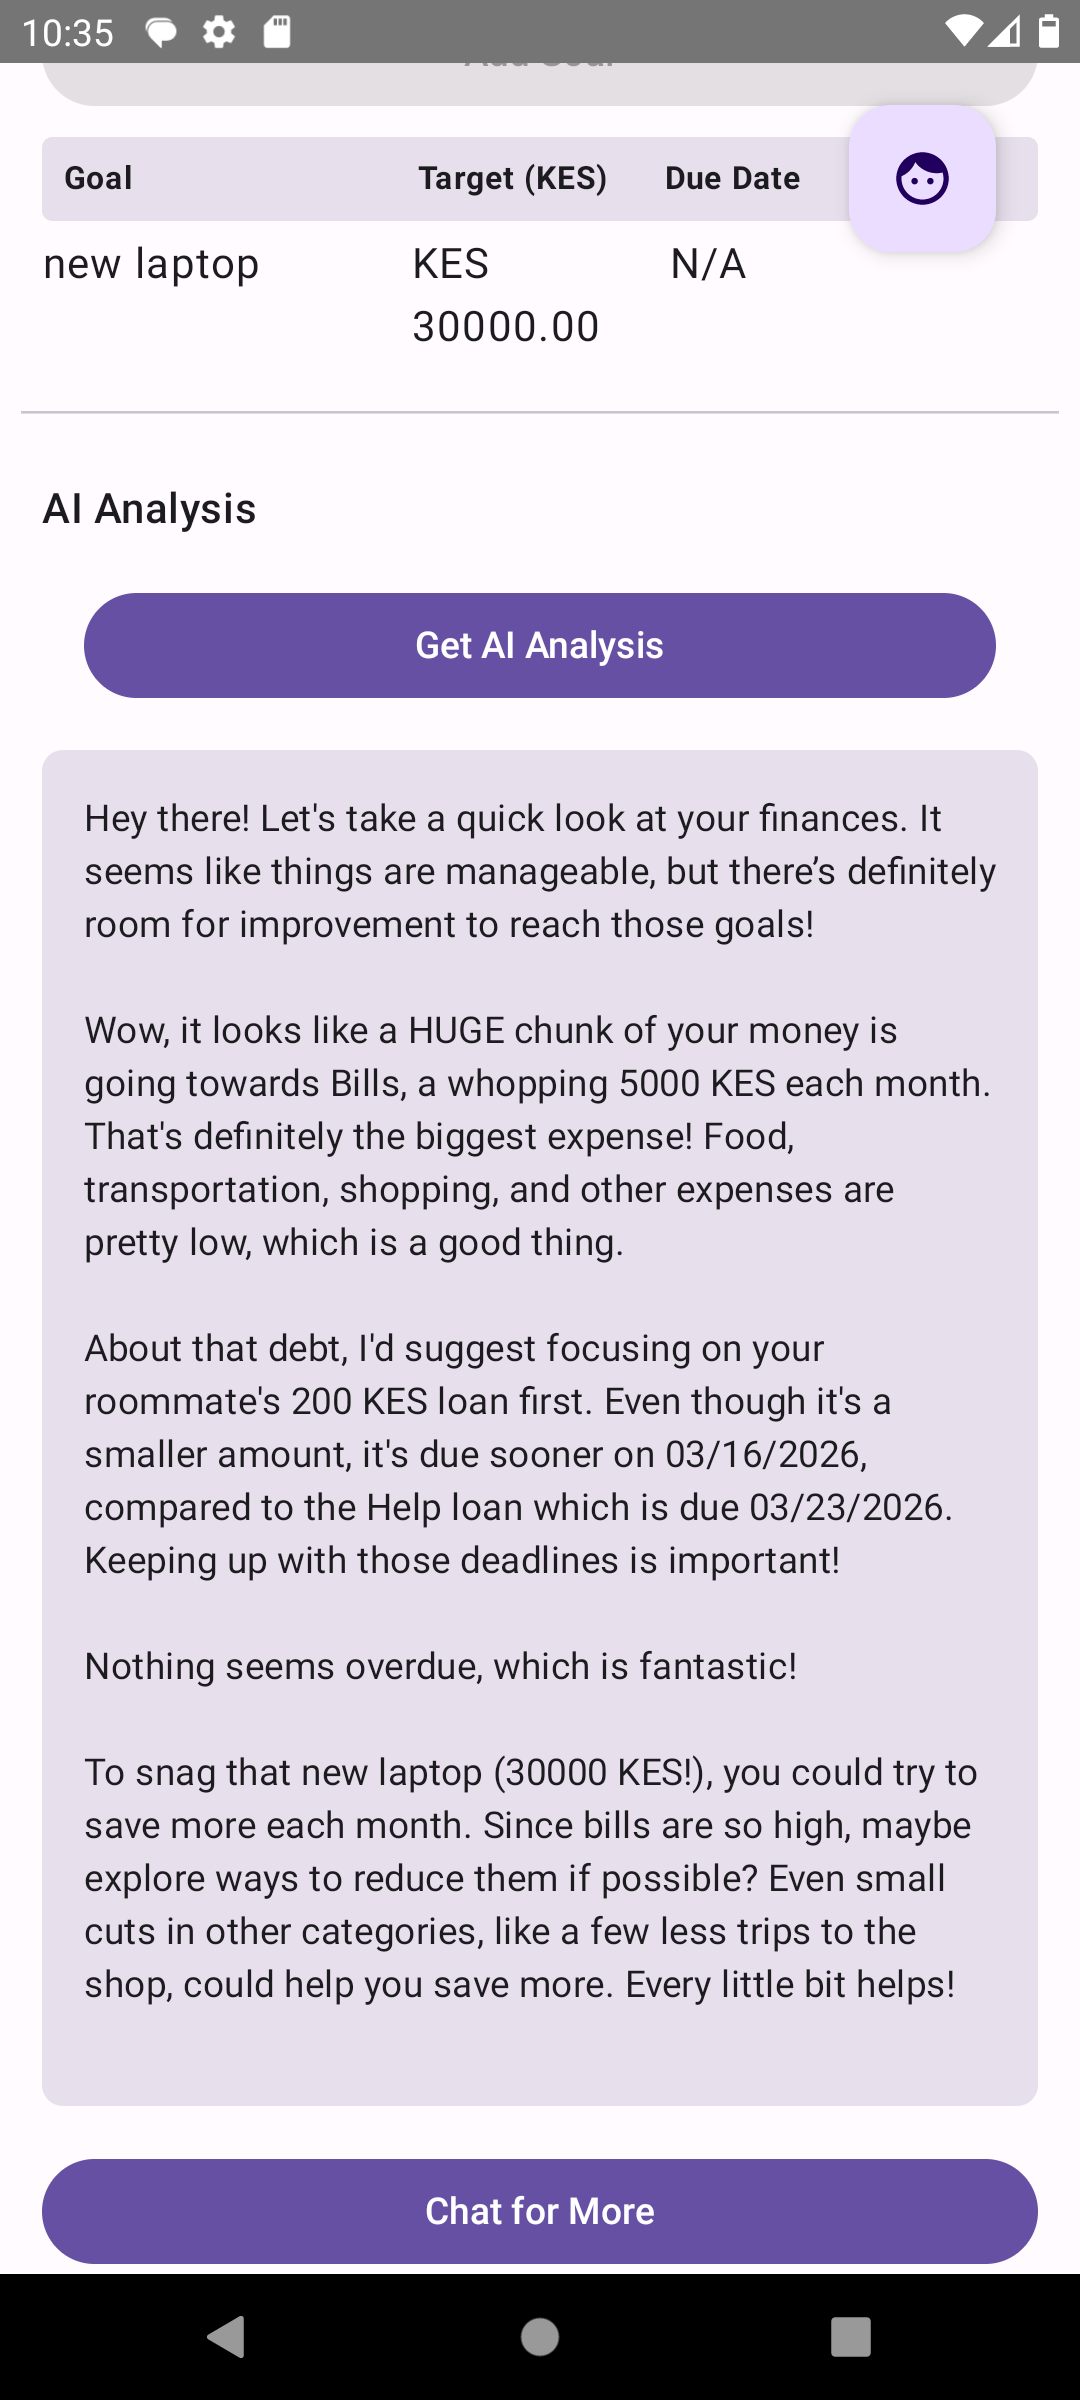 10:35
Add Goal
Goal Target (KES) Due Date
new laptop KES N/A
30000.00
AI Analysis
Get AI Analysis
Hey there! Let's take a quick look at your finances. It
seems like things are manageable, but there’s definitely
room for improvement to reach those goals!
Wow, it looks like a HUGE chunk of your money is
going towards Bills, a whopping 5000 KES each month.
That's definitely the biggest expense! Food,
transportation, shopping, and other expenses are
pretty low, which is a good thing.
About that debt, I'd suggest focusing on your
roommate's 200 KES loan first. Even though it's a
smaller amount, it's due sooner on 03/16/2026,
compared to the Help loan which is due 03/23/2026.
Keeping up with those deadlines is important!
Nothing seems overdue, which is fantastic!
To snag that new laptop (30000 KES!), you could try to
save more each month. Since bills are so high, maybe
explore ways to reduce them if possible? Even small
cuts in other categories, like a few less trips to the
shop, could help you save more. Every little bit helps!
Chat for More